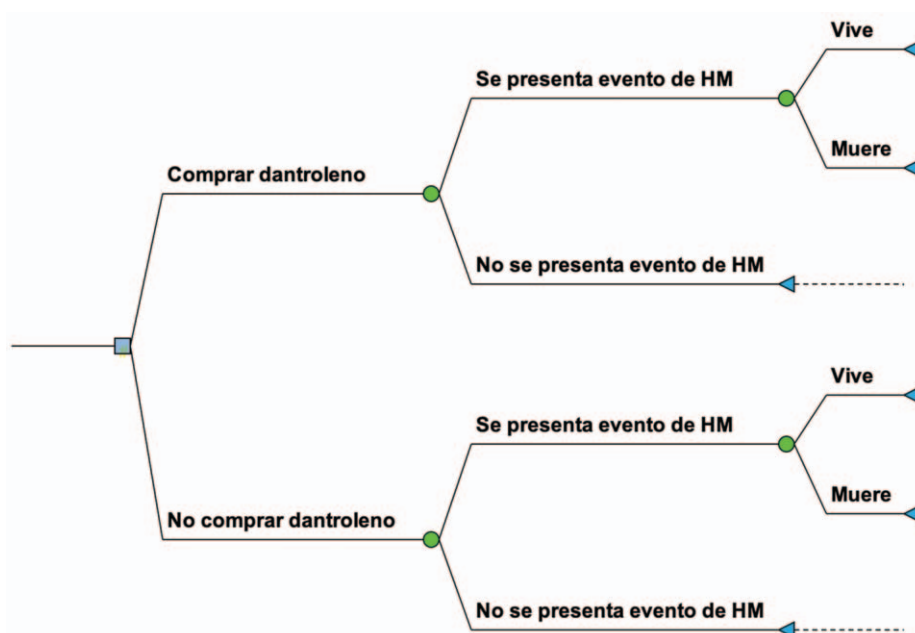 Vive
Se presenta evento de HM
Muere
Comprar dantroleno
No se presenta evento de HM
Vive
Se presenta evento de HM
Muere
No comprar dantroleno
No se presenta evento de HM